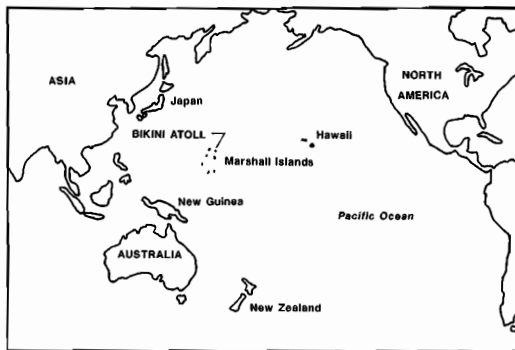 ASIA
NORTH
AMERICA
Japan
BIKINI ATOLL
Hawaii
Marshall Islands
New Guinea
Pacific Ocean
AUSTRALIA
New Zealand